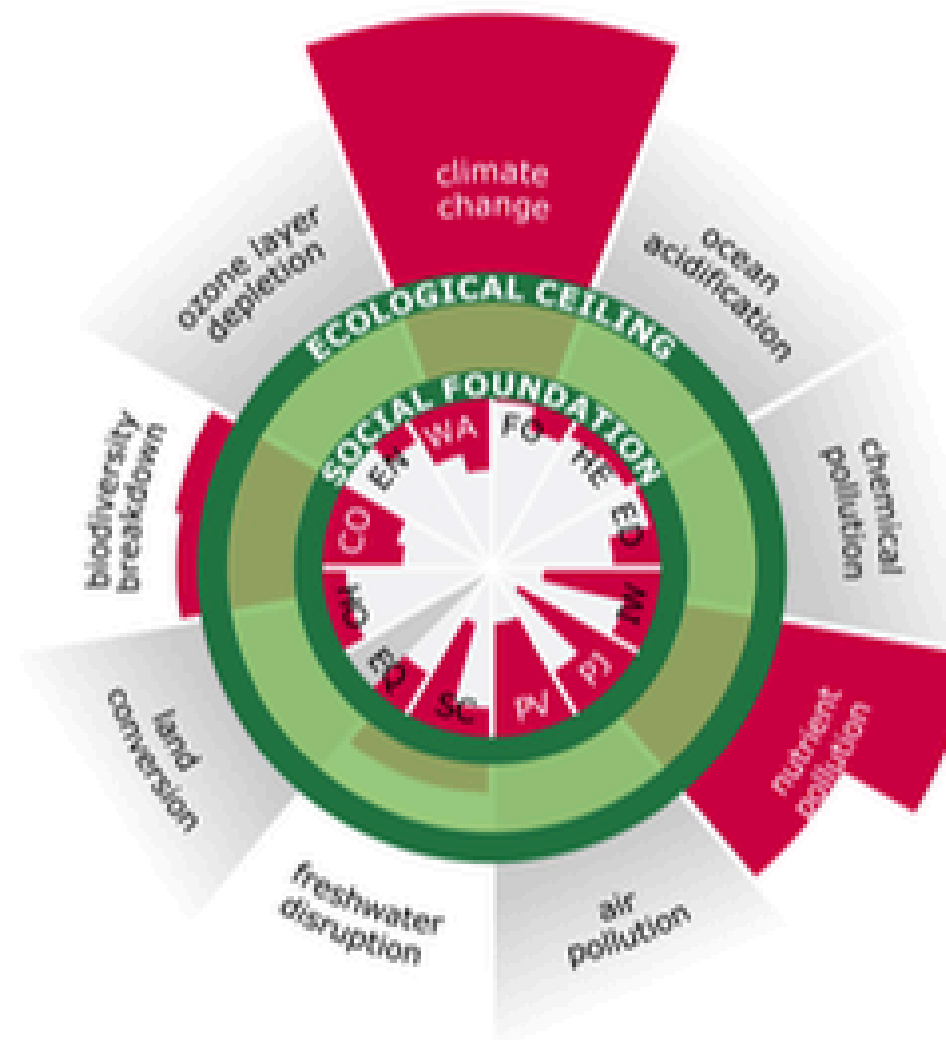 climate
change
ocean
acidification
chemical
pollution
nutrient
pollution
air
pollution
freshwater
disruption
land
conversion
biodiversity
breakdown
ozone layer
depletion
ECOLOGICAL CEILING
SOCIAL FOUNDATION
FO
HE
ED
IW
PJ
PV
SC
EQ
HO
CO
EN
WA